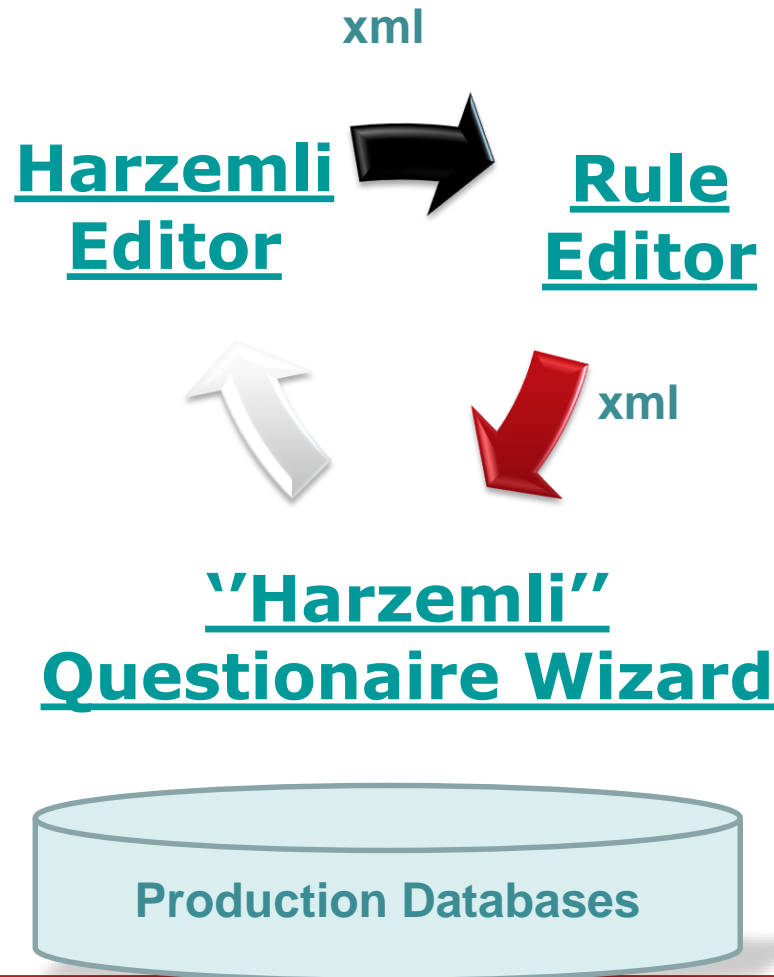 xml
Harzemli
Editor
Rule
Editor
xml
‘’Harzemli’’
Questionaire Wizard
Production Databases